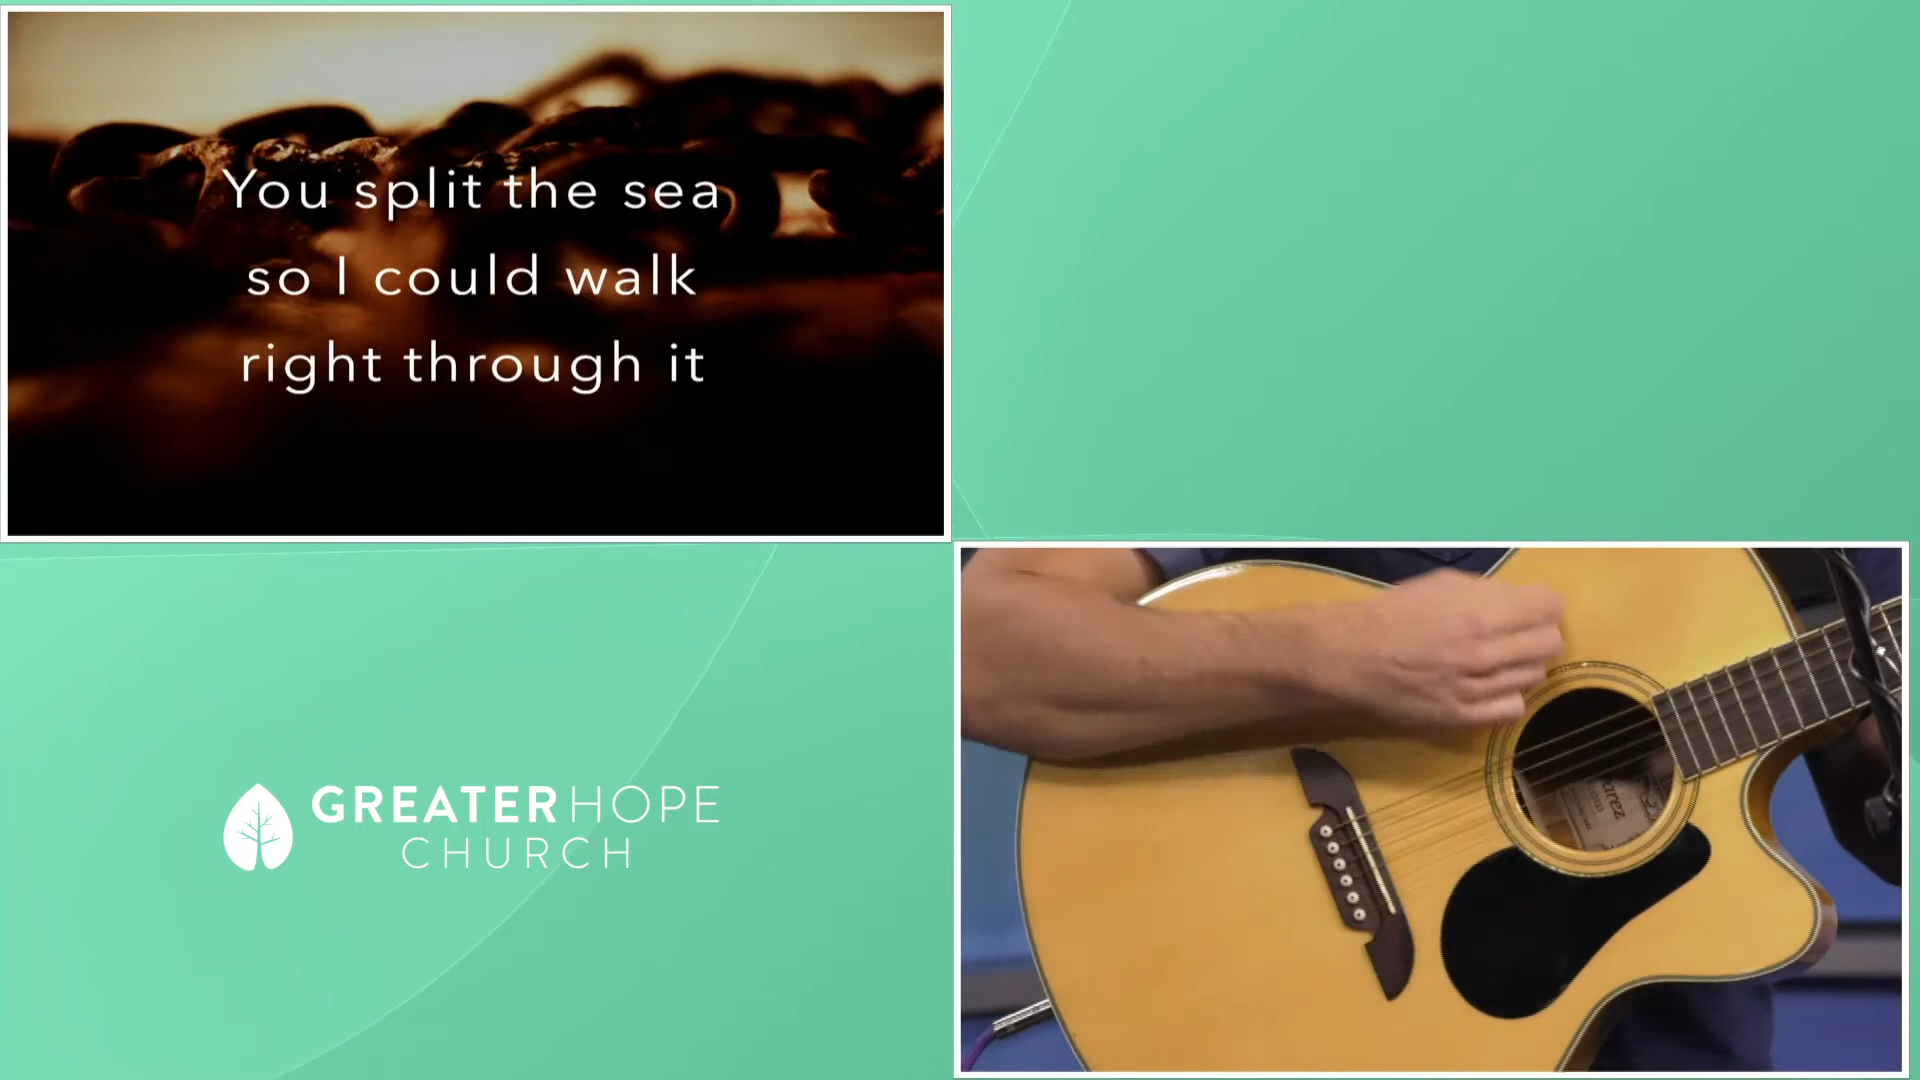 You split the sea
so I could walk
right through it
GREATER HOPE
CHURCH